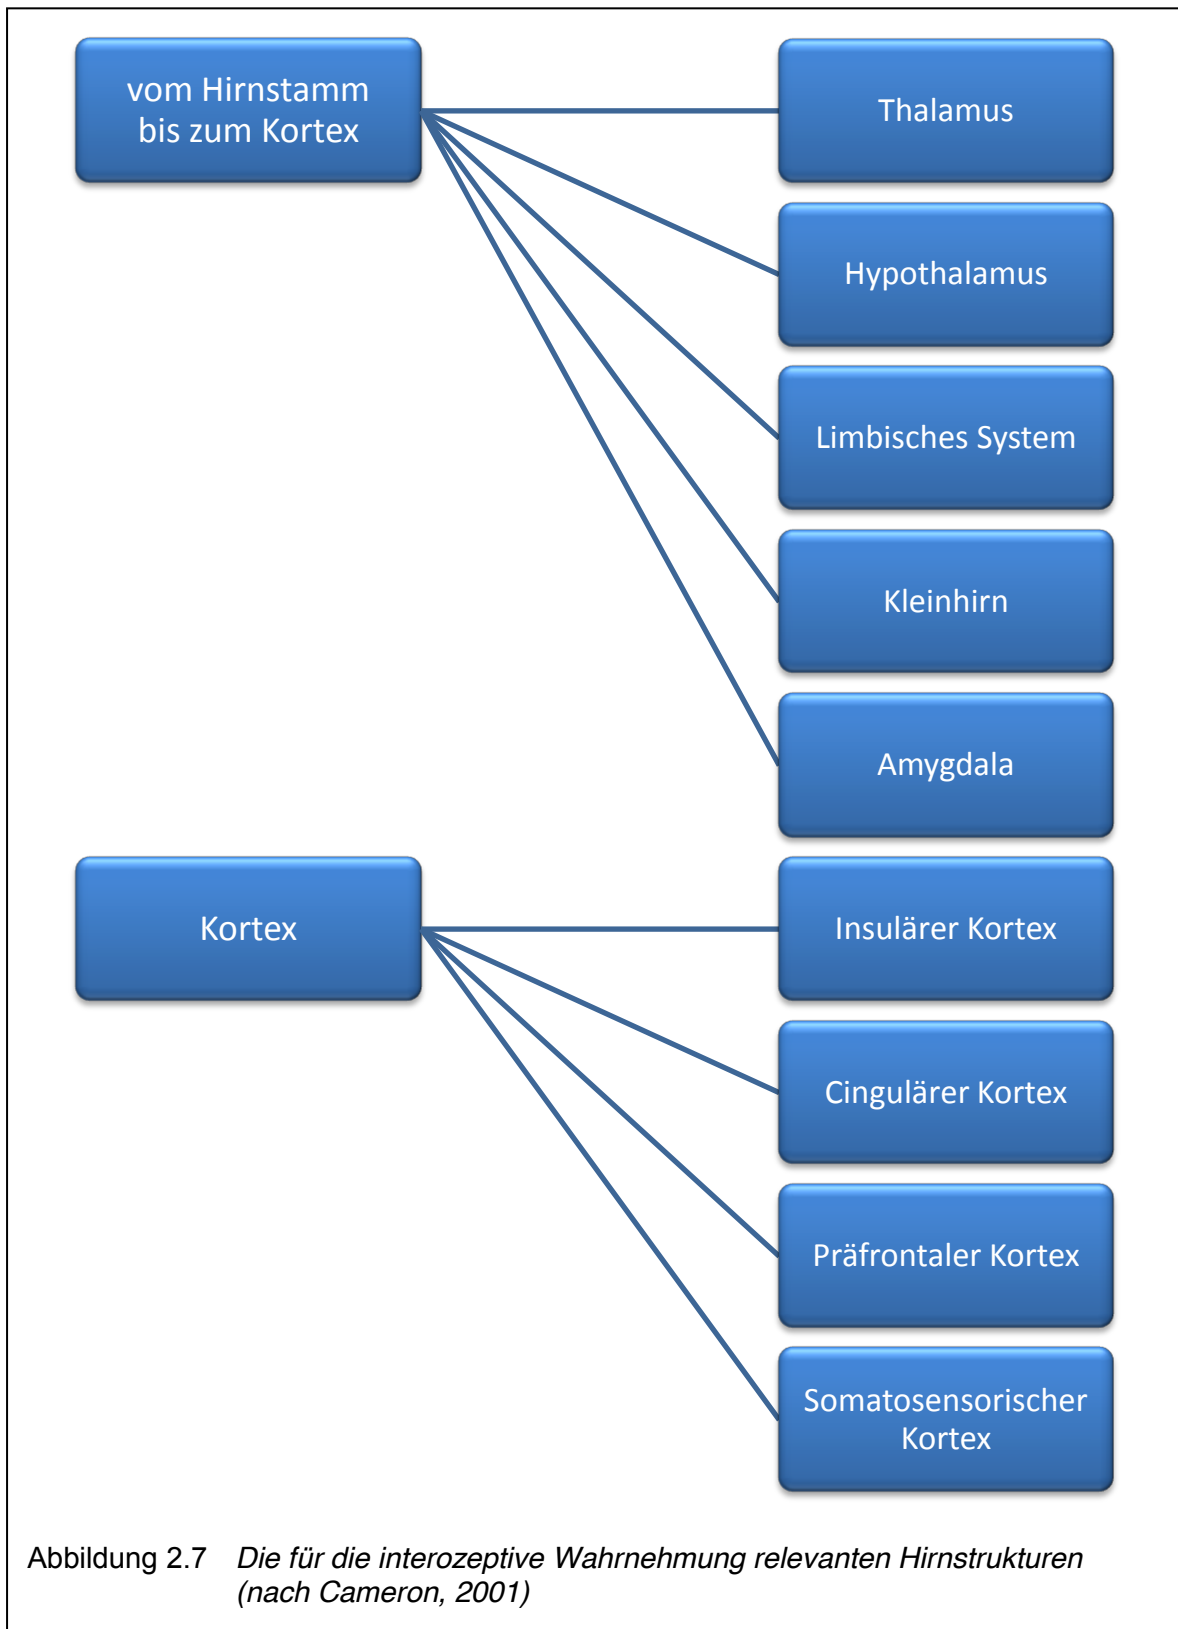 vom Hirnstamm
bis zum Kortex
Thalamus
Hypothalamus
Limbisches System
Kleinhirn
Amygdala
Kortex
Insulärer Kortex
Cingulärer Kortex
Präfrontaler Kortex
Somatosensorischer
Kortex
Abbildung 2.7 Die für die interozeptive Wahrnehmung relevanten Hirnstrukturen
(nach Cameron, 2001)